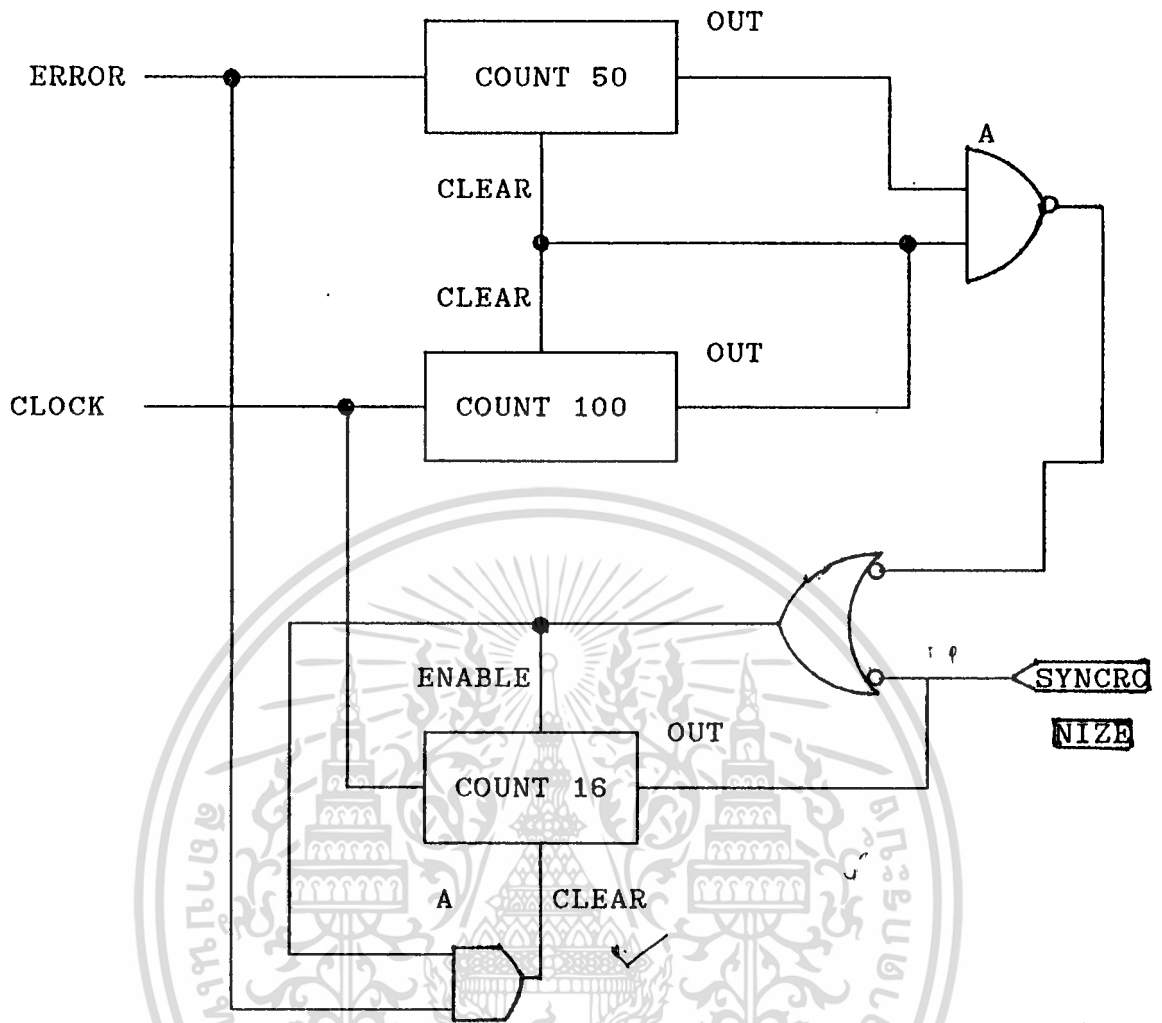 OUT
ERROR
COUNT 50
A
CLEAR
CLEAR
OUT
CLOCK
COUNT 100
ENABLE
SYNCRO
OUT
NIZE
COUNT 16
A
CLEAR